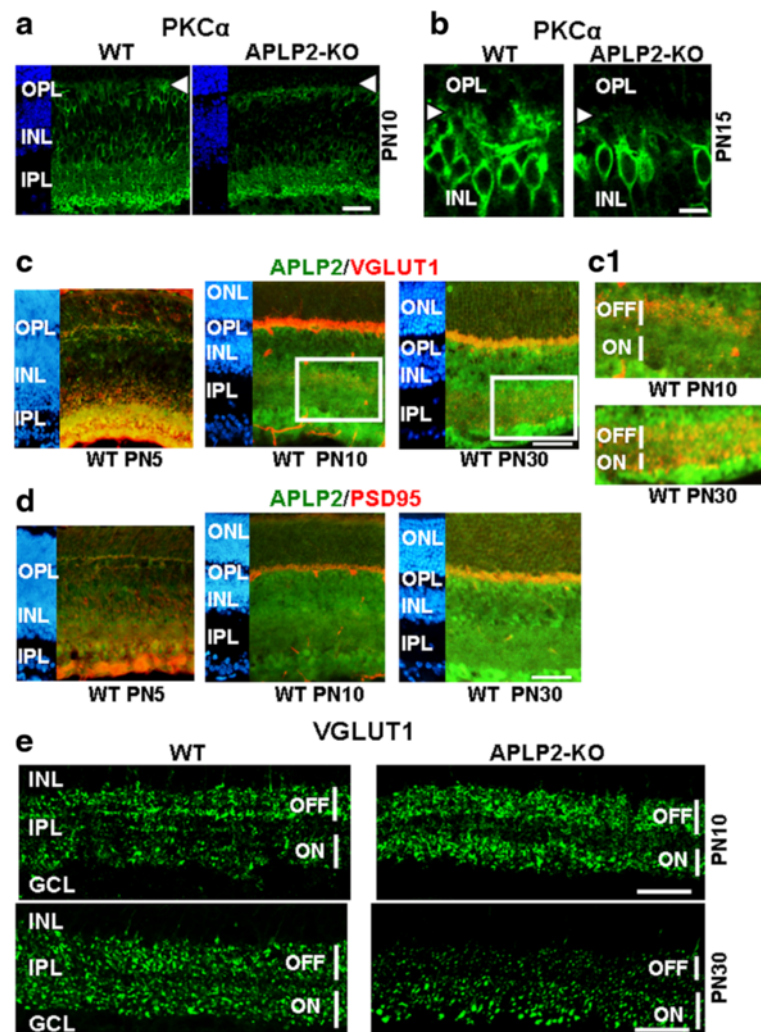 a
PKCα
WT
APLP2-KO
OPL
INL
IPL
PN10
b
PKCα
WT
APLP2-KO
OPL
OPL
INL
INL
PN15
c
APLP2/VGLUT1
OPL
INL
IPL
WT PN5
ONL
OPL
INL
IPL
WT PN10
ONL
OPL
INL
IPL
WT PN30
c1
OFF
ON
WT PN10
OFF
ON
WT PN30
d
APLP2/PSD95
OPL
INL
IPL
WT PN5
ONL
OPL
INL
IPL
WT PN10
ONL
OPL
INL
IPL
WT PN30
e
VGLUT1
WT
APLP2-KO
INL
IPL
GCL
OFF
ON
OFF
ON
PN10
INL
IPL
GCL
OFF
ON
OFF
ON
PN30